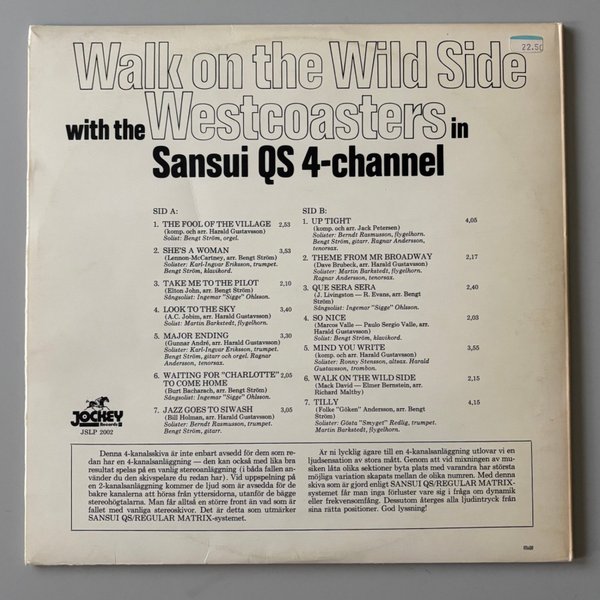 22.50
Walk on the Wild Side
with the Westcoasters in
Sansui QS 4-channel
SID A:
1. THE FOOL OF THE VILLAGE 2,53
(komp. och arr. Harald Gustavsson)
Solist: Bengt Ström, orgel.
2. SHE'S A WOMAN 3,53
(Lennon-McCartney, arr. Bengt Ström)
Solister: Karl-Ingvar Eriksson, trumpet.
Bengt Ström, klavikord.
3. TAKE ME TO THE PILOT 2,10
(Elton John, arr. Bengt Ström)
Sångsolist: Ingemar "Sigge" Ohlsson.
4. LOOK TO THE SKY 3,40
(A.C. Jobim, arr. Harald Gustavsson)
Solist: Martin Barkstedt, flygelhorn.
5. MAJOR ENDING 3,30
(Gunnar André, arr. Harald Gustavsson)
Solister: Karl-Ingvar Eriksson, trumpet.
Bengt Ström, gitarr och orgel. Ragnar
Andersson, tenorsax.
6. WAITING FOR "CHARLOTTE" 2,05
TO COME HOME
(Burt Bacharach, arr. Bengt Ström)
Sångsolist: Ingemar "Sigge" Ohlsson.
7. JAZZ GOES TO SIWASH 3,05
(Bill Holman, arr. Harald Gustavsson)
Solister: Berndt Rasmusson, trumpet.
Bengt Ström, gitarr.
SID B:
1. UP TIGHT 4,05
(komp. och arr. Jack Petersen)
Solister: Berndt Rasmusson, flygelhorn.
Bengt Ström, gitarr. Ragnar Andersson,
tenorsax.
2. THEME FROM MR BROADWAY 2,17
(Dave Brubeck, arr. Harald Gustavsson)
Solister: Martin Barkstedt, flygelhorn.
Ragnar Andersson, tenorsax.
3. QUE SERA SERA 2,40
(J. Livingston — R. Evans, arr. Bengt
Ström)
Sångsolist: Ingemar "Sigge" Ohlsson.
4. SO NICE 2,03
(Marcos Valle — Paulo Sergio Valle, arr.
Harald Gustavsson)
Solist: Bengt Ström, klavikord.
5. MIND YOU WRITE 3,55
(komp. och arr. Harald Gustavsson)
Solister: Ronny Stensson, altsax. Harald
Gustavsson, trombon.
6. WALK ON THE WILD SIDE 2,15
(Mack David — Elmer Bernstein, arr.
Richard Maltby)
7. TILLY 4,15
(Folke "Göken" Andersson, arr. Bengt
Ström)
Solister: Gösta "Smyget" Redlig, trumpet.
Martin Barkstedt, flygelhorn.
JOCKEY
Records
JSLP 2002
Denna 4-kanalsskiva är inte enbart avsedd för dem som re-
dan har en 4-kanalsanläggning — den kan också med lika bra
resultat spelas på en vanlig stereoanläggning (i båda fallen an-
vänder du den skivspelare du redan har). Vid uppspelning på
en 2-kanalsanläggning kommer de ljud som är avsedda för de
bakre kanalerna att höras från yttersidorna, utanför de bägge
stereohögtalarna. Man får alltså en större front än vad som är
fallet med vanliga stereoskivor. Det är detta som utmärker
SANSUI QS/REGULAR MATRIX-systemet.
Är ni lycklig ägare till en 4-kanalsanläggning utlovar vi en
ljudsensation av stora mått. Genom att vid mixningen av mu-
siken låta olika sektioner byta plats med varandra har största
möjliga variation skapats mellan de olika numren. Med denna
skiva som är gjord enligt SANSUI QS/REGULAR MATRIX-
systemet får man inga förluster vare sig i fråga om dynamik
eller frekvensomfång. Dessutom återges alla ljudintryck från
sina rätta positioner. God lyssning!